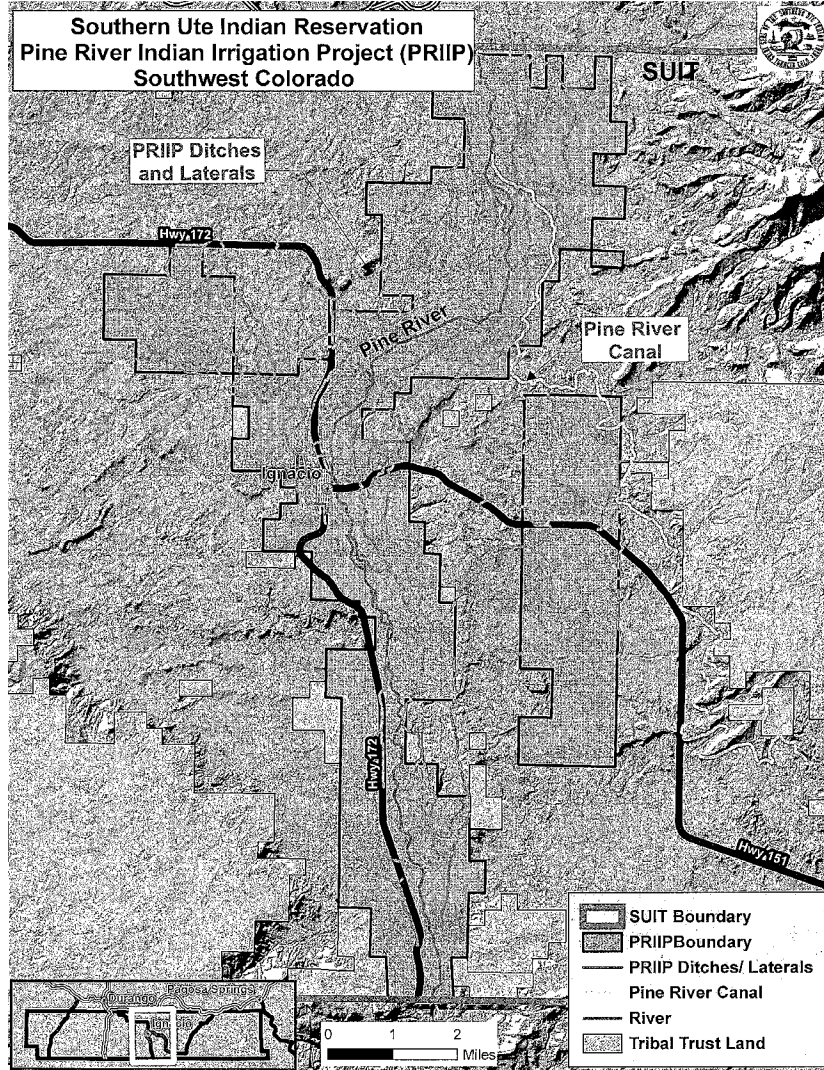 Southern Ute Indian Reservation
Pine River Indian Irrigation Project (PRIIP)
Southwest Colorado
SUIT
PRIIP Ditches
and Laterals
Hwy 172
Pine River
Pine River
Canal
Ignacio
Hwy 172
Hwy 151
SUIT Boundary
PRIIPBoundary
PRIIP Ditches/ Laterals
Pine River Canal
River
Tribal Trust Land
Pagosa Springs
Durango
Ignacio
0 1 2
Miles